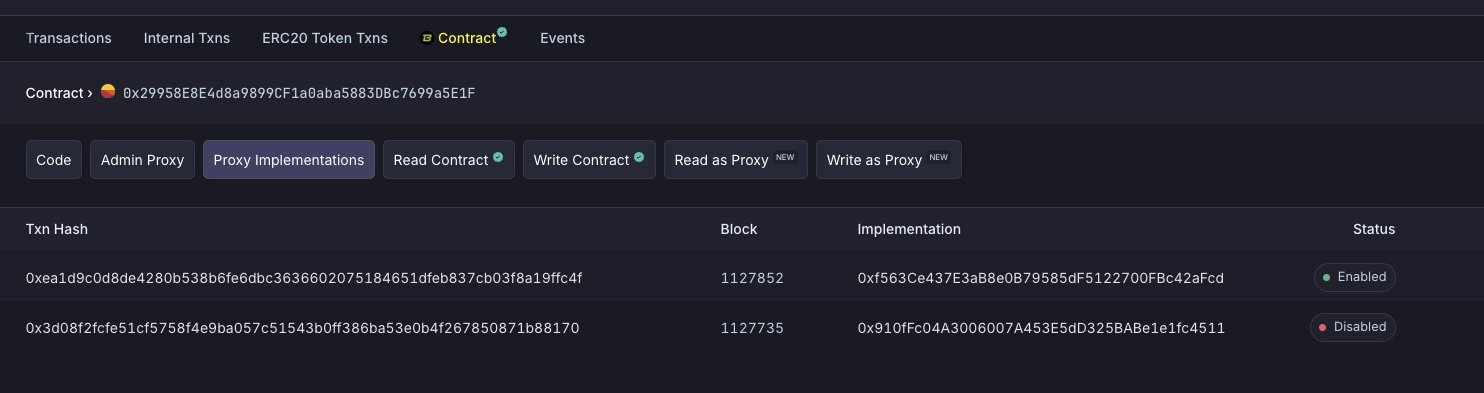 Transactions Internal Txns ERC20 Token Txns Contract Events
Contract › 0x29958E8E4d8a9899CF1a0aba5883DBc7699a5E1F
Code Admin Proxy Proxy Implementations Read Contract Write Contract Read as Proxy NEW Write as Proxy NEW
Txn Hash Block Implementation Status
0xea1d9c0d8de4280b538b6fe6dbc3636602075184651dfeb837cb03f8a19ffc4f 1127852 0xf563Ce437E3aB8e0B79585dF5122700FBc42aFcd Enabled
0x3d08f2fcfe51cf5758f4e9ba057c51543b0ff386ba53e0b4f267850871b88170 1127735 0x910fFc04A3006007A453E5dD325BABe1e1fc4511 Disabled